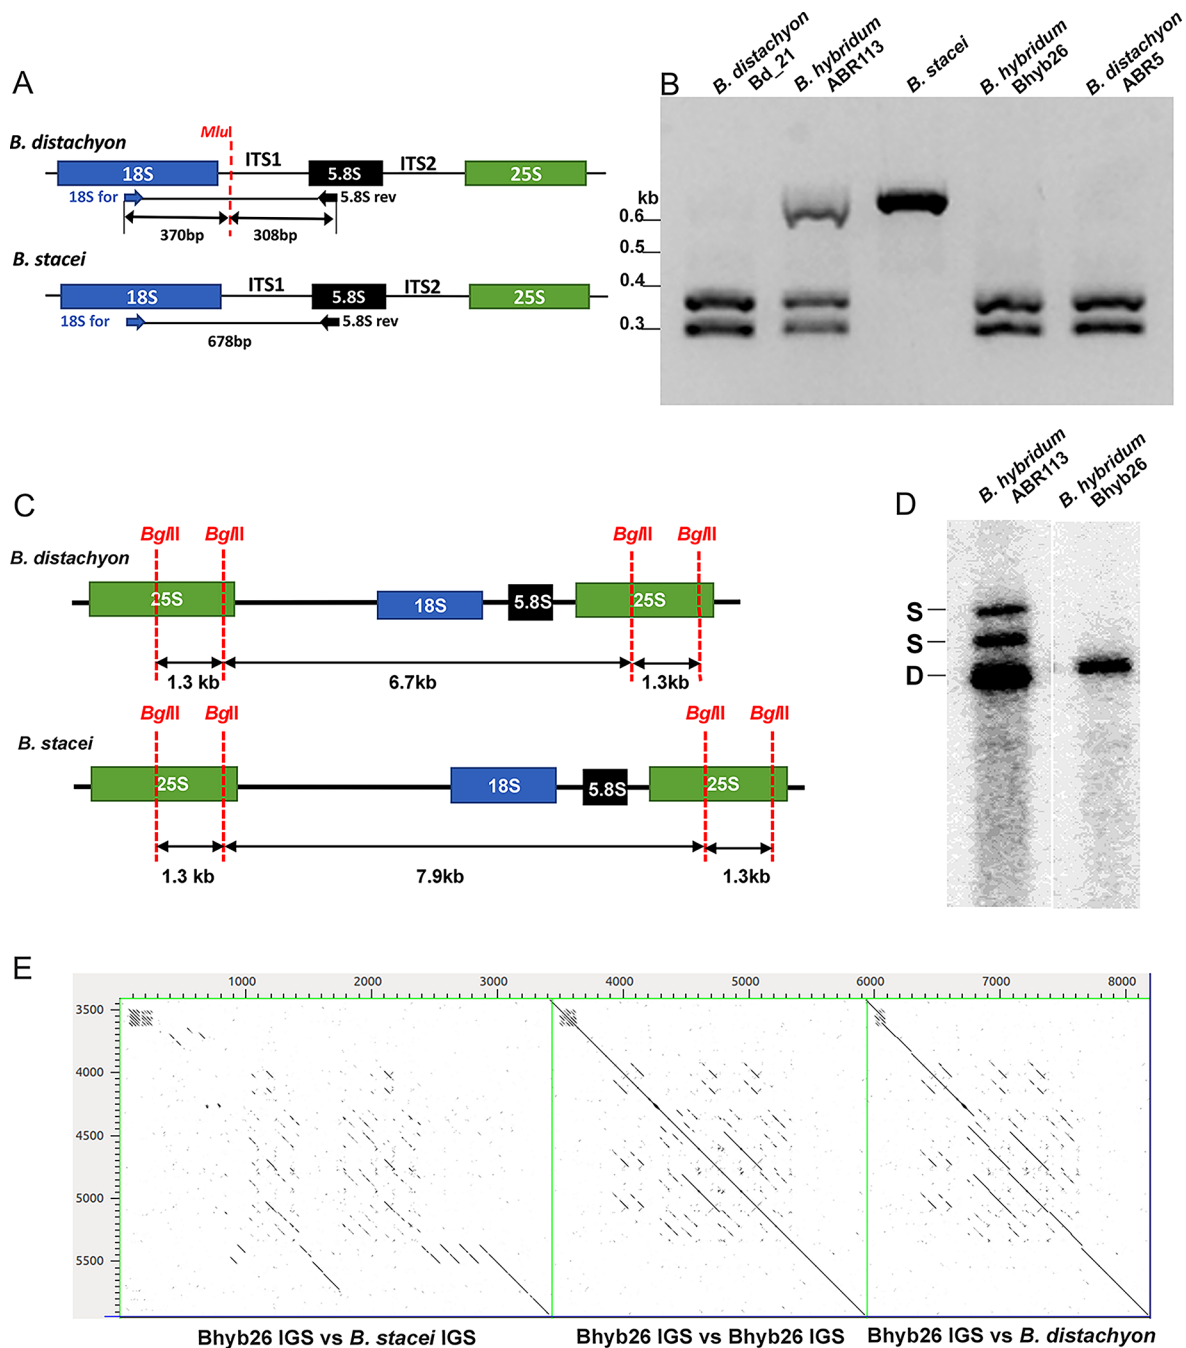 A
B. distachyon
MluI
18S
ITS1
5.8S
ITS2
25S
18S for
5.8S rev
370bp
308bp
B. stacei
18S
ITS1
5.8S
ITS2
25S
18S for
5.8S rev
678bp
B
B. distachyon
Bd_21
B. hybridum
ABR113
B. stacei
B. hybridum
Bhyb26
B. distachyon
ABR5
kb
0.6
0.5
0.4
0.3
C
B. distachyon
BglII
BglII
BglII
BglII
25S
18S
5.8S
25S
1.3 kb
6.7kb
1.3kb
B. stacei
BglII
BglII
BglII
BglII
25S
18S
5.8S
25S
1.3 kb
7.9kb
1.3kb
D
B. hybridum
ABR113
B. hybridum
Bhyb26
S
S
D
E
1000 2000 3000 4000 5000 6000 7000 8000
3500
4000
4500
5000
5500
Bhyb26 IGS vs B. stacei IGS
Bhyb26 IGS vs Bhyb26 IGS
Bhyb26 IGS vs B. distachyon